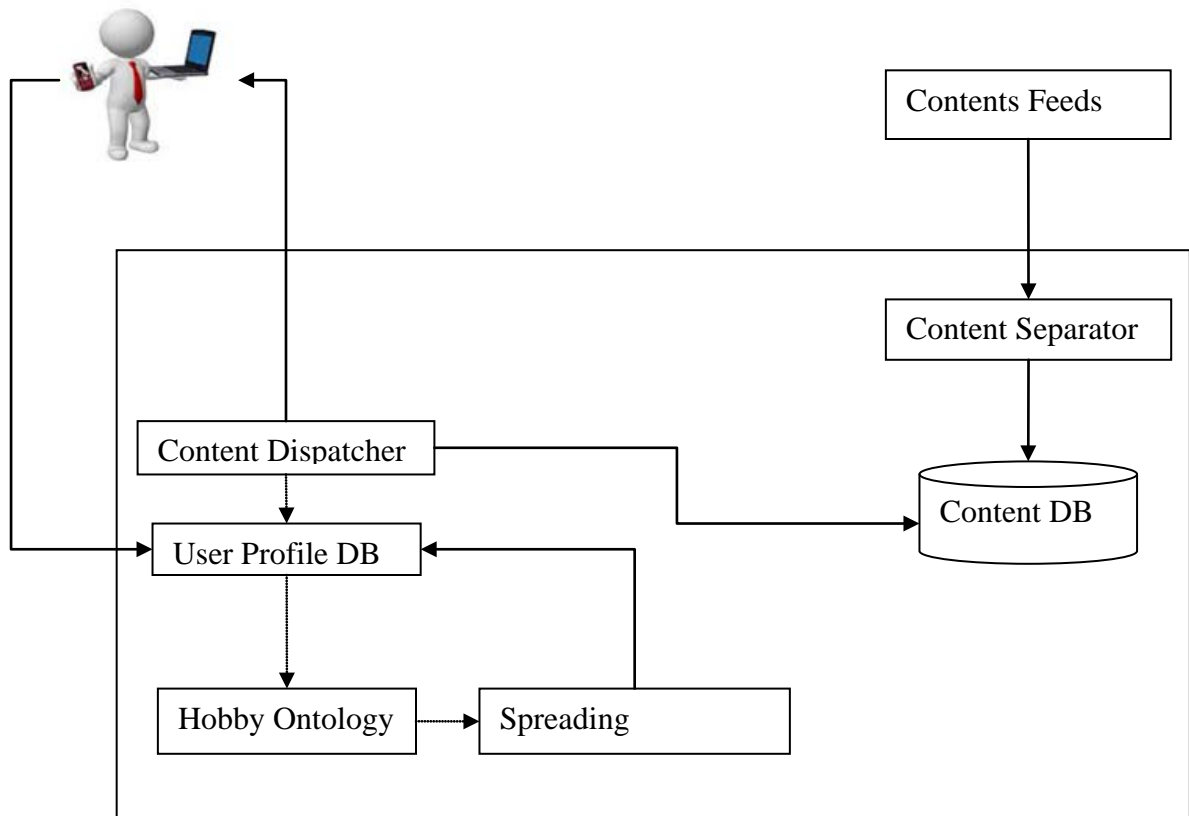 Contents Feeds
Content Separator
Content Dispatcher
Content DB
User Profile DB
Hobby Ontology
Spreading